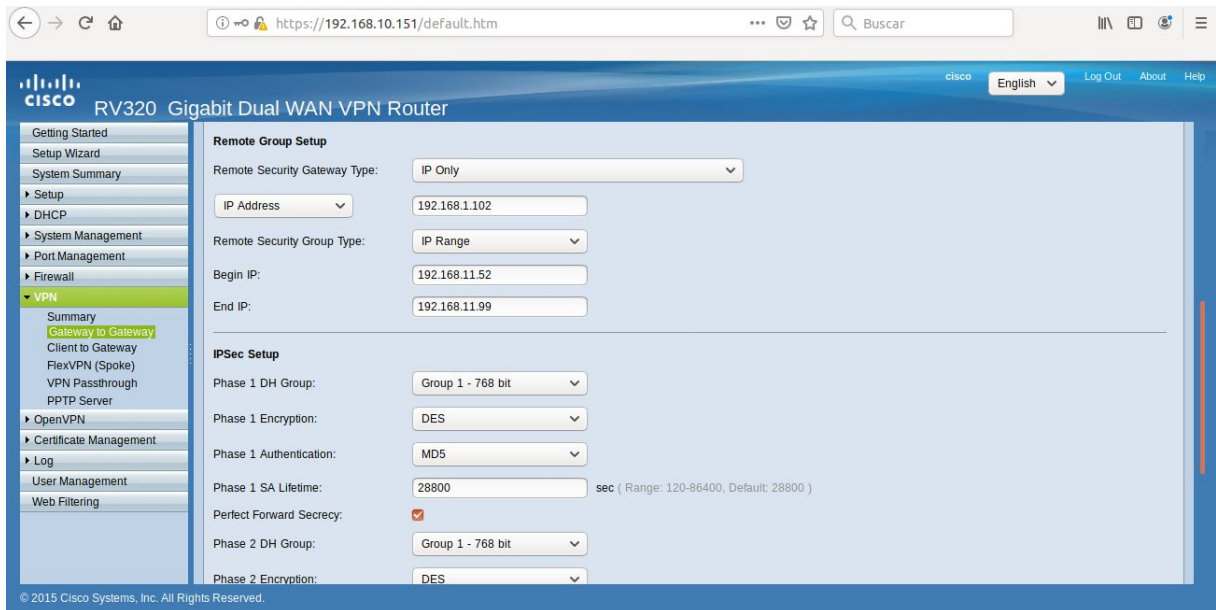 https://192.168.10.151/default.htm
Buscar
cisco English Log Out About Help
CISCO RV320 Gigabit Dual WAN VPN Router
Getting Started
Setup Wizard
System Summary
Setup
DHCP
System Management
Port Management
Firewall
VPN
Summary
Gateway to Gateway
Client to Gateway
FlexVPN (Spoke)
VPN Passthrough
PPTP Server
OpenVPN
Certificate Management
Log
User Management
Web Filtering
Remote Group Setup
Remote Security Gateway Type: IP Only
IP Address 192.168.1.102
Remote Security Group Type: IP Range
Begin IP: 192.168.11.52
End IP: 192.168.11.99
IPSec Setup
Phase 1 DH Group: Group 1 - 768 bit
Phase 1 Encryption: DES
Phase 1 Authentication: MD5
Phase 1 SA Lifetime: 28800 sec ( Range: 120-86400, Default: 28800 )
Perfect Forward Secrecy:
Phase 2 DH Group: Group 1 - 768 bit
Phase 2 Encryption: DES
© 2015 Cisco Systems, Inc. All Rights Reserved.